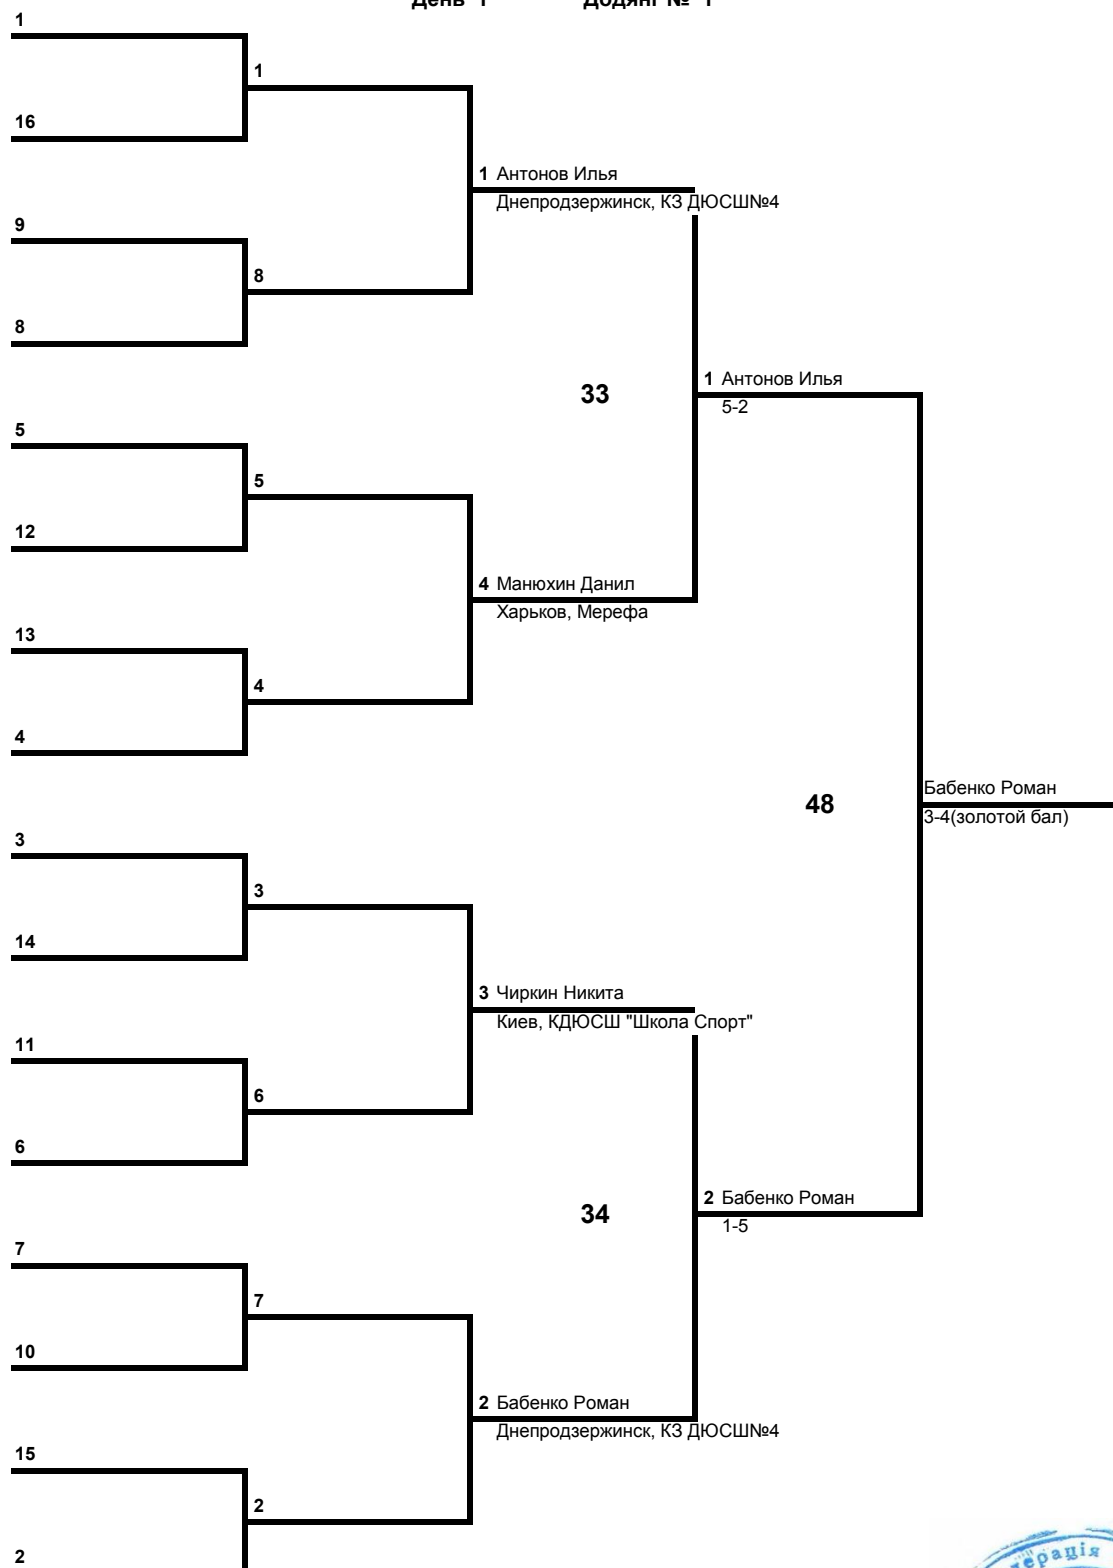 День 1 Додянг № 1
1
1
16
1 Антонов Илья
Днепродзержинск, КЗ ДЮСШ№4
9
8
8
33
1 Антонов Илья
5-2
5
5
12
4 Манюхин Данил
Харьков, Мерефа
13
4
4
48
Бабенко Роман
3-4(золотой бал)
3
3
14
3 Чиркин Никита
Киев, КДЮСШ "Школа Спорт"
11
6
6
34
2 Бабенко Роман
1-5
7
7
10
2 Бабенко Роман
Днепродзержинск, КЗ ДЮСШ№4
15
2
2